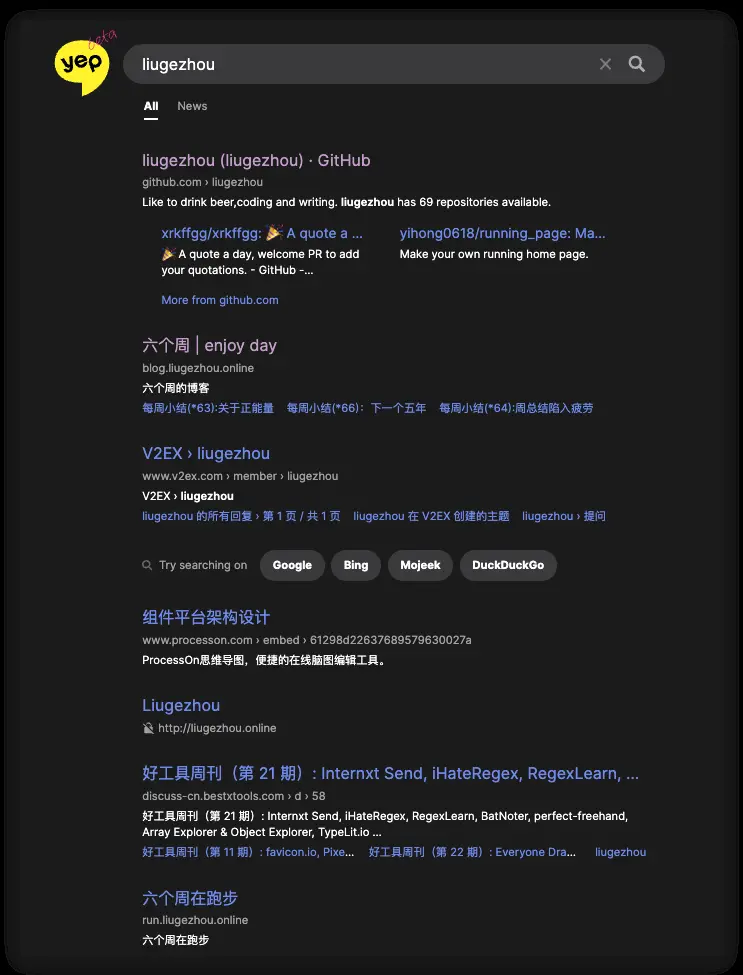 beta
yep
liugezhou
All News
liugezhou (liugezhou) · GitHub
github.com › liugezhou
Like to drink beer,coding and writing. liugezhou has 69 repositories available.
xrkffgg/xrkffgg: 🎉 A quote a ... yihong0618/running_page: Ma...
🎉 A quote a day, welcome PR to add Make your own running home page.
your quotations. - GitHub -...
More from github.com
六个周 | enjoy day
blog.liugezhou.online
六个周的博客
每周小结(*63):关于正能量 每周小结(*66)：下一个五年 每周小结(*64):周总结陷入疲劳
V2EX › liugezhou
www.v2ex.com › member › liugezhou
V2EX › liugezhou
liugezhou 的所有回复 › 第 1 页 / 共 1 页 liugezhou 在 V2EX 创建的主题 liugezhou › 提问
Try searching on Google Bing Mojeek DuckDuckGo
组件平台架构设计
www.processon.com › embed › 61298d22637689579630027a
ProcessOn思维导图，便捷的在线脑图编辑工具。
Liugezhou
http://liugezhou.online
好工具周刊（第 21 期）: Internxt Send, iHateRegex, RegexLearn, ...
discuss-cn.bestxtools.com › d › 58
好工具周刊（第 21 期）: Internxt Send, iHateRegex, RegexLearn, BatNoter, perfect-freehand,
Array Explorer & Object Explorer, TypeLit.io ...
好工具周刊（第 11 期）: favicon.io, Pixe... 好工具周刊（第 22 期）: Everyone Dra... liugezhou
六个周在跑步
run.liugezhou.online
六个周在跑步